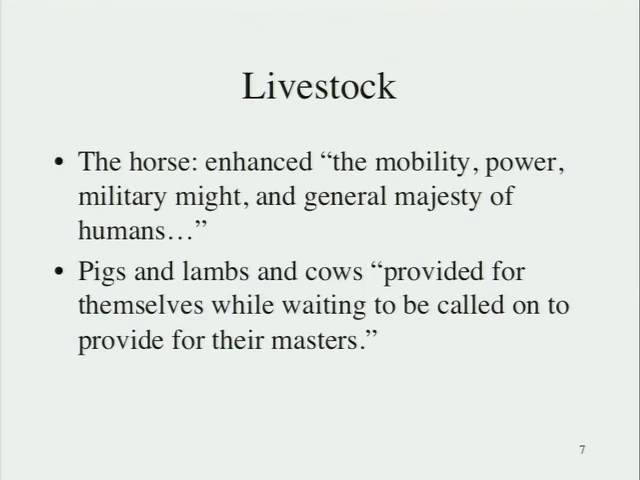 Livestock
• The horse: enhanced “the mobility, power,
military might, and general majesty of
humans…”
• Pigs and lambs and cows “provided for
themselves while waiting to be called on to
provide for their masters.”
7